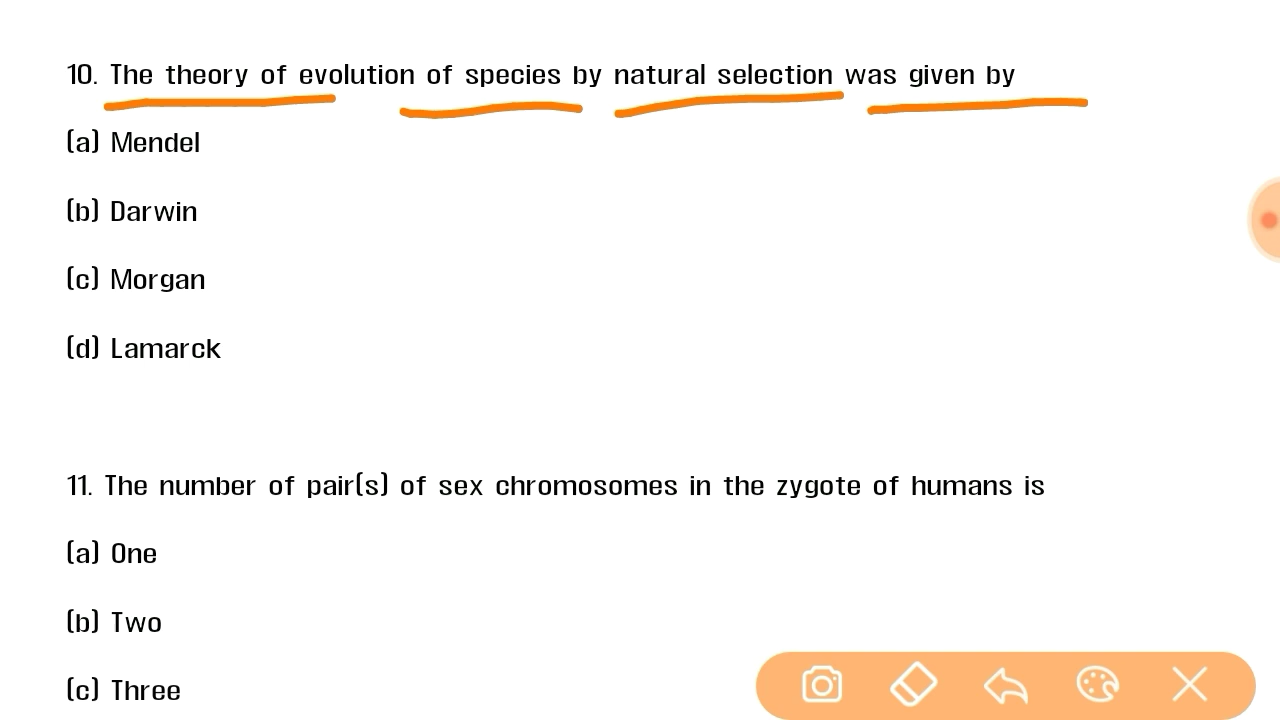 10. The theory of evolution of species by natural selection was given by
(a) Mendel
(b) Darwin
(c) Morgan
(d) Lamarck
11. The number of pair(s) of sex chromosomes in the zygote of humans is
(a) One
(b) Two
(c) Three